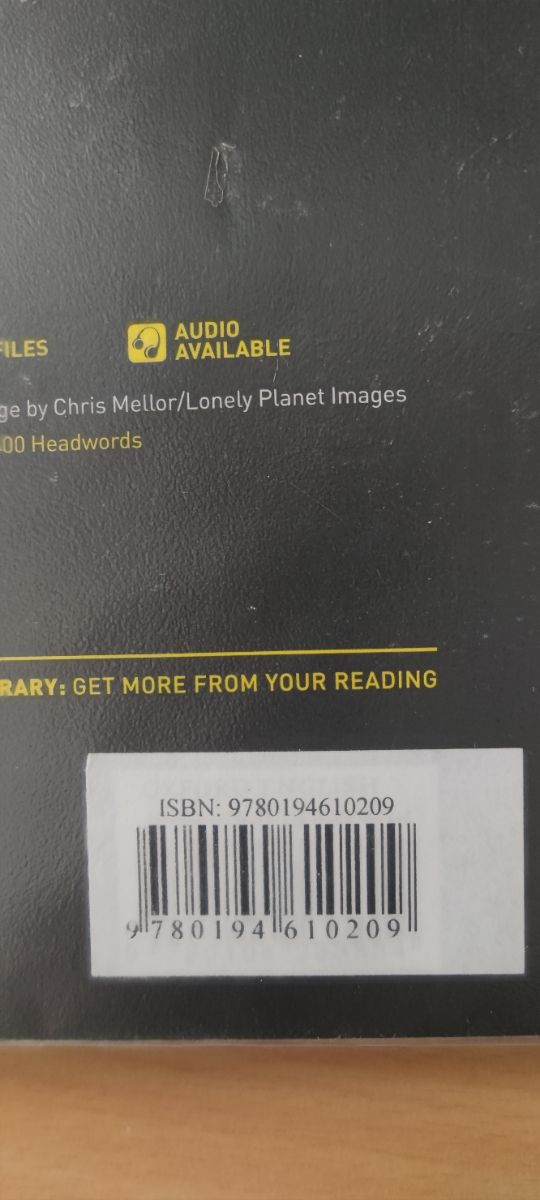 FILES
AUDIO
AVAILABLE
by Chris Mellor/Lonely Planet Images
00 Headwords
RARY: GET MORE FROM YOUR READING
ISBN: 9780194610209
9 780194 610209